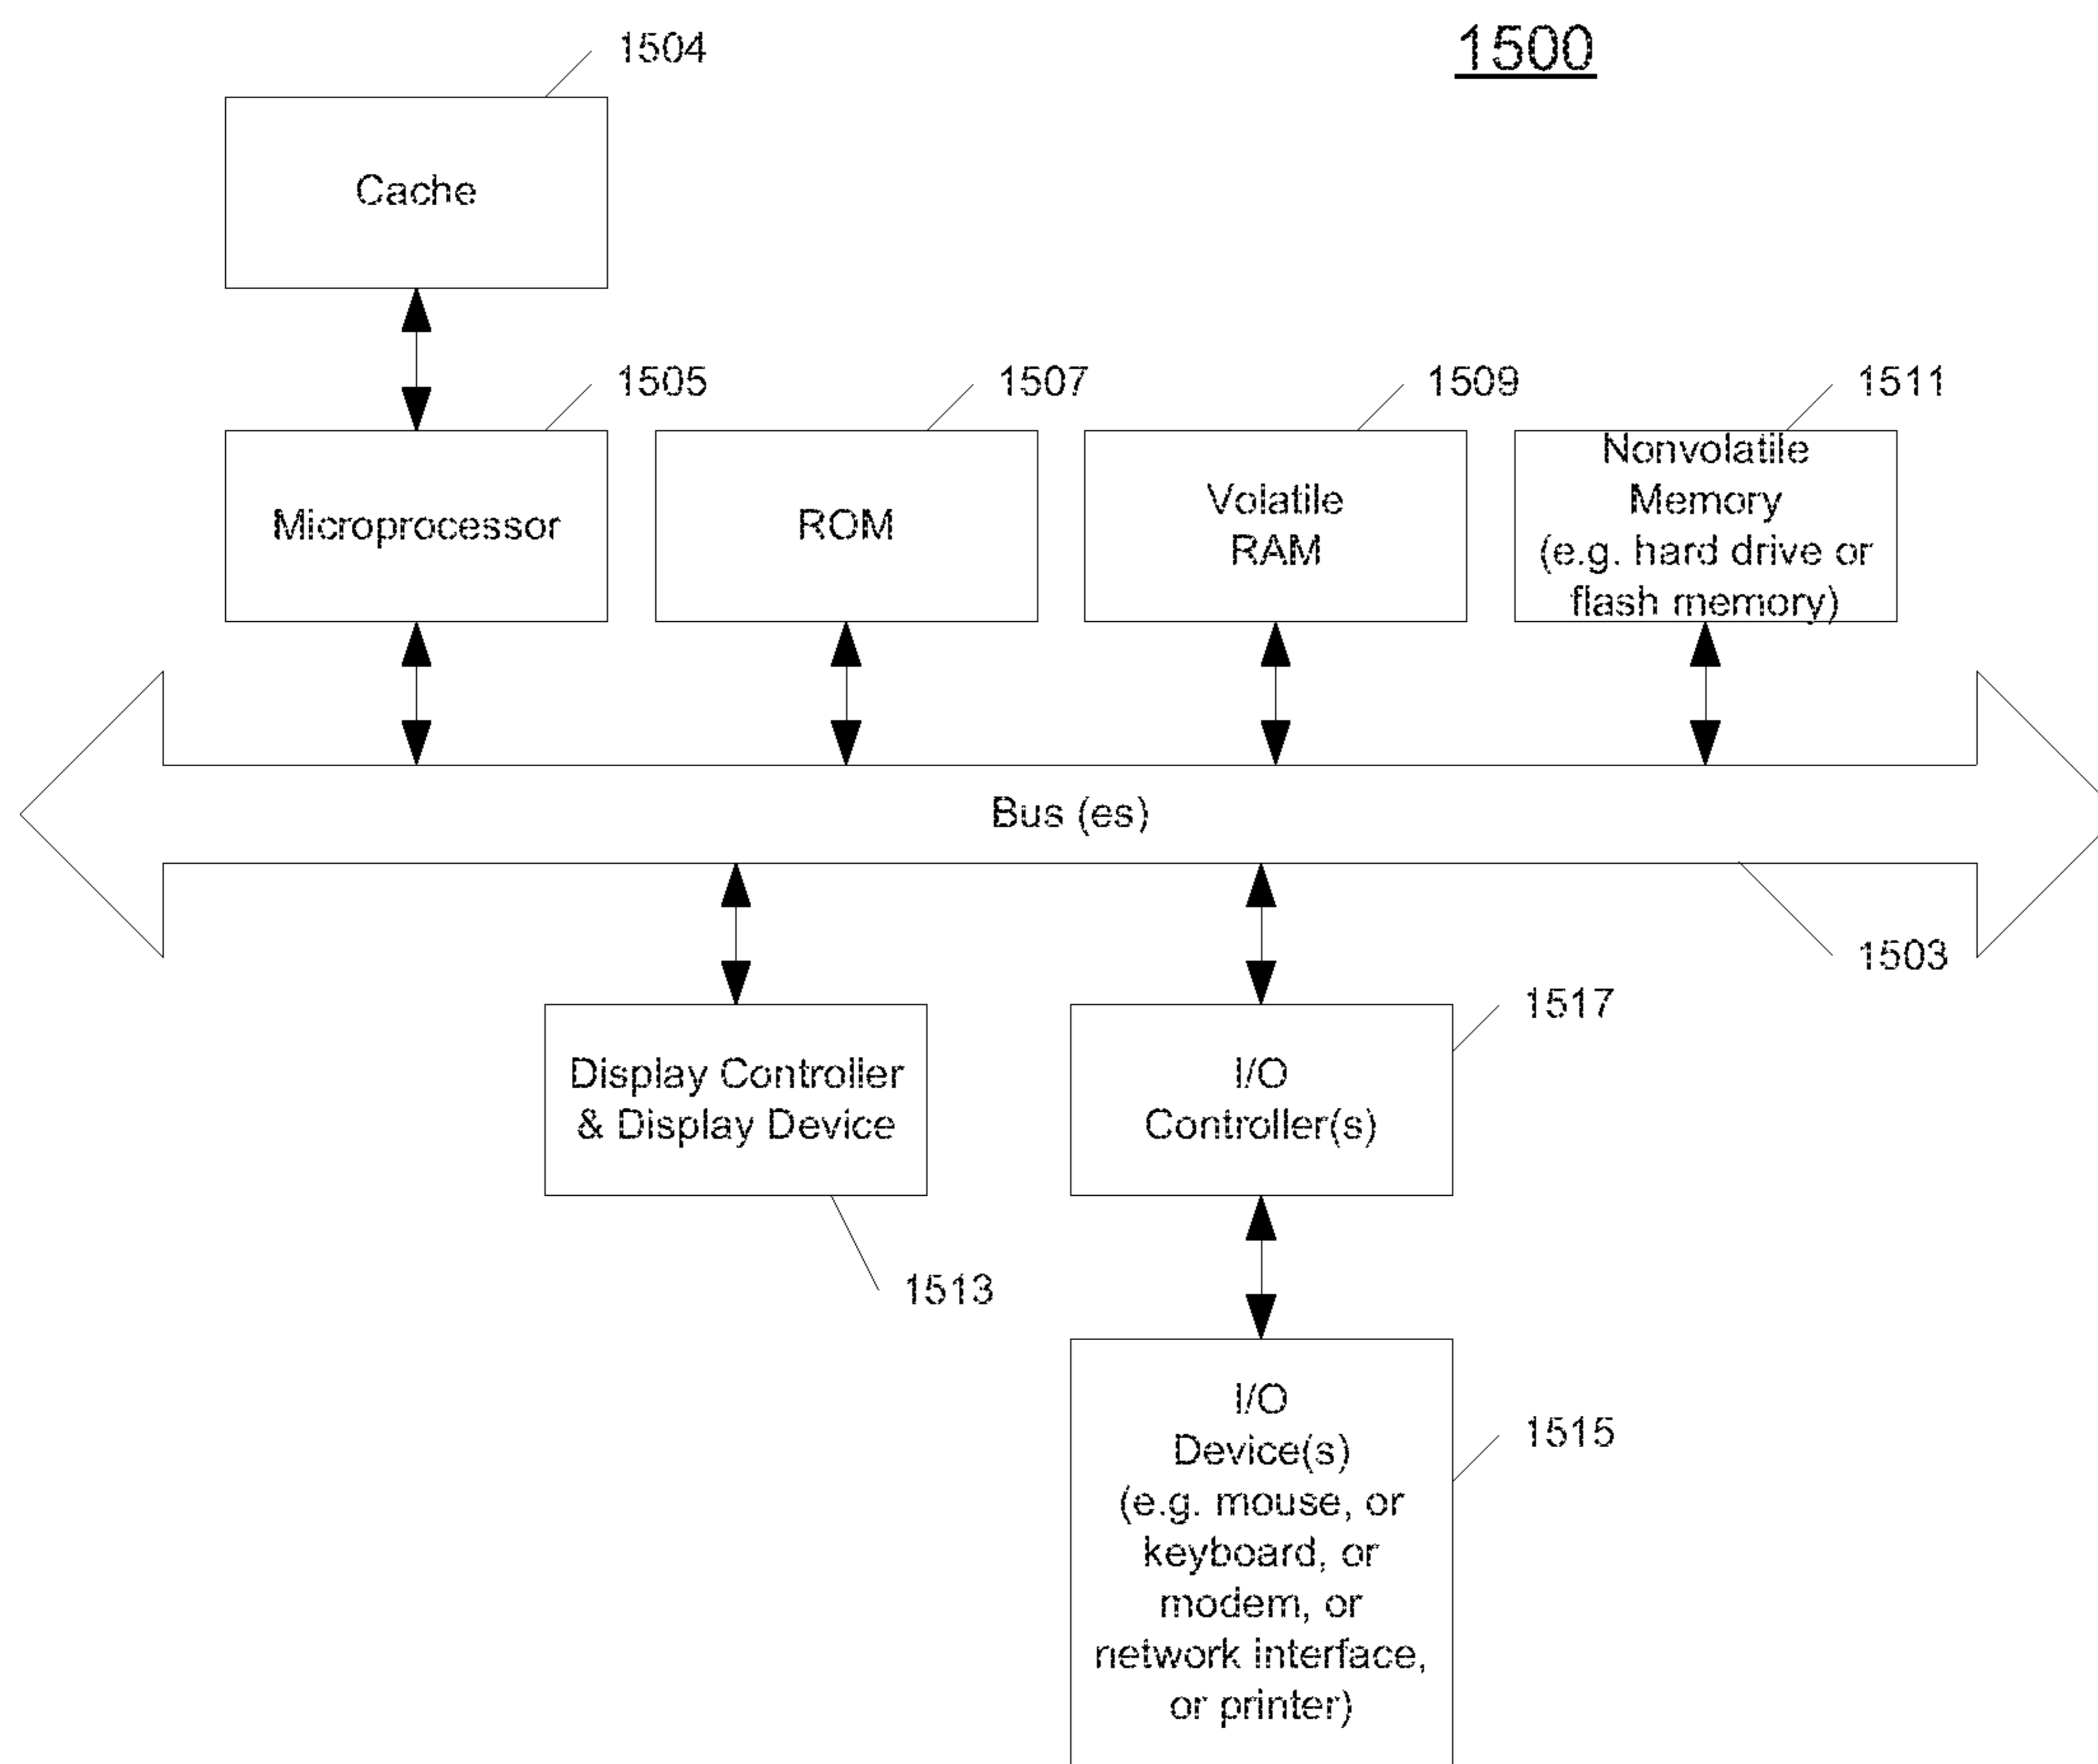 1500
1504
Cache
1505
1507
1509
1511
Microprocessor
ROM
Volatile
RAM
Nonvolatile
Memory
(e.g. hard drive or
flash memory)
Bus (es)
1503
1517
Display Controller
& Display Device
I/O
Controller(s)
1513
I/O
Device(s)
(e.g. mouse, or
keyboard, or
modem, or
network interface,
or printer)
1515